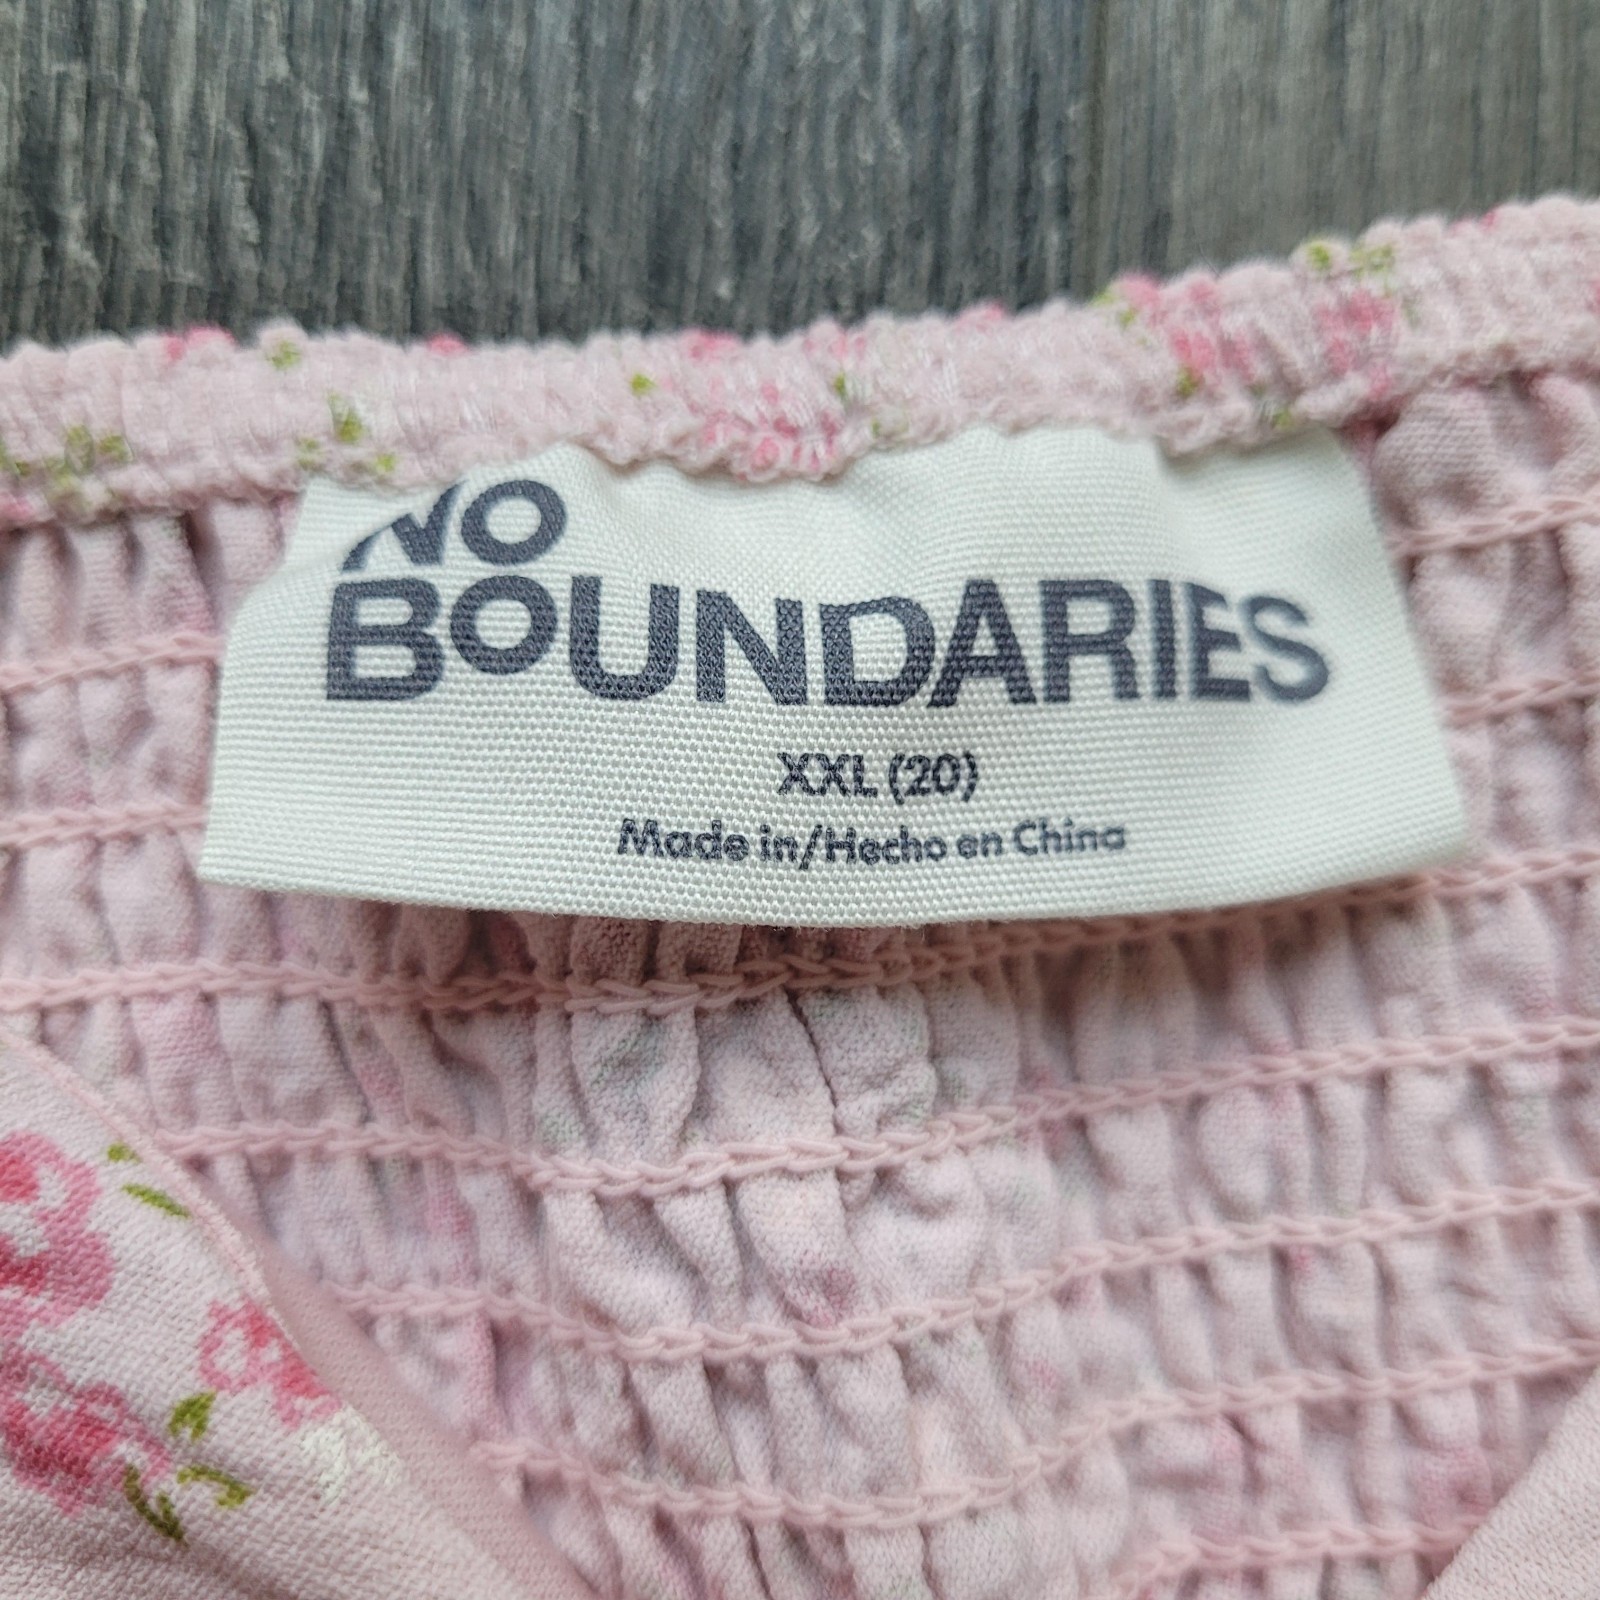 NO
BOUNDARIES
XXL (20)
Made in/Hecho en China